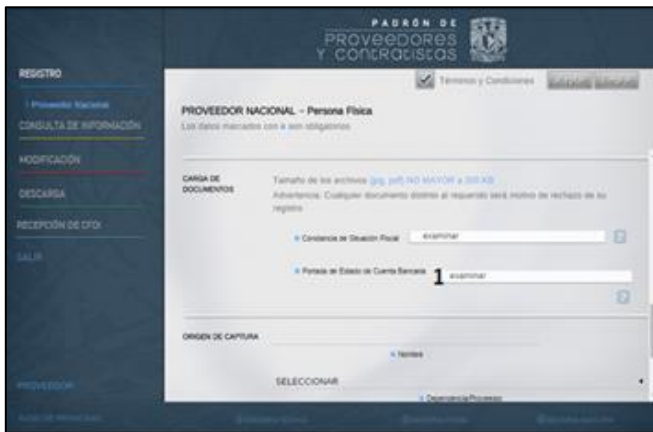 PADRÓN DE
PROVEEDORES
Y CONTRATISTAS
REGISTRO
Proveedor Nacional
CONSULTA DE INFORMACIÓN
MODIFICACIÓN
DESCARGA
RECEPCIÓN DE CFDI
SALIR
PROVEEDOR
Términos y Condiciones
PROVEEDOR NACIONAL - Persona Física
Los datos marcados con son obligatorios
CARGA DE
DOCUMENTOS
Tamaño de los archivos (jpg, pdf) NO MAYOR a 300 KB
Advertencia. Cualquier documento distinto al requerido será motivo de rechazo de su
registro
Constancia de Situación Fiscal
examinar
Portada de Estado de Cuenta Bancaria
1
examinar
ORIGEN DE CAPTURA
Nombre
SELECCIONAR
Dependencia/Proceso